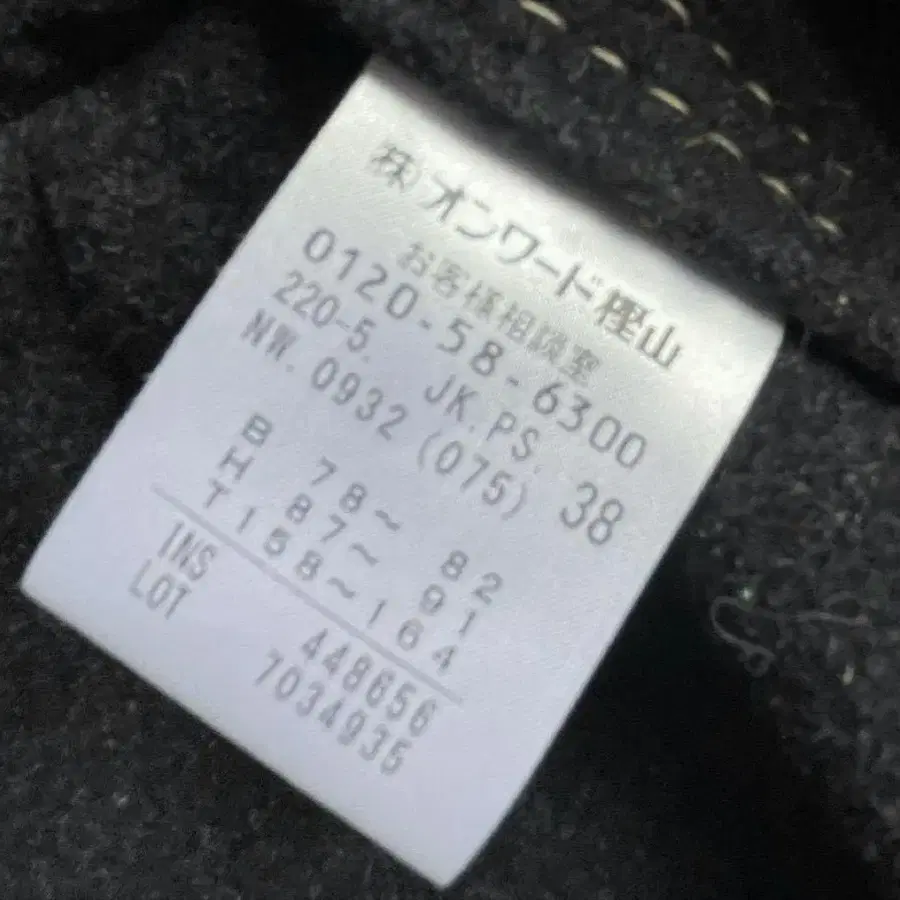 (株)オンワード樫山
お客様相談室
0120-58-6300
220-5. JK.PS.
NW.0932 (075) 38
B 78～ 82
H 87～ 91
T158～164
INS 448656
LOT 7034935